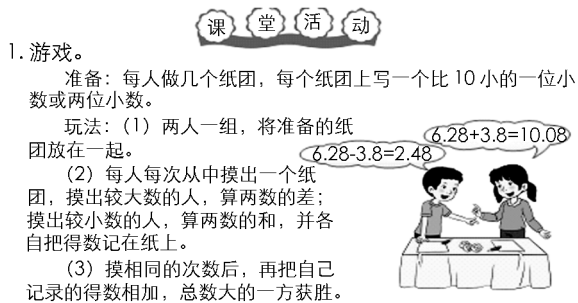 课堂活动
1. 游戏。
准备：每人做几个纸团，每个纸团上写一个比10小的一位小
数或两位小数。
玩法：（1）两人一组，将准备的纸
团放在一起。
6.28+3.8=10.08
6.28-3.8=2.48
（2）每人每次从中摸出一个纸
团，摸出较大数的人，算两数的差；
摸出较小数的人，算两数的和，并各
自把得数记在纸上。
（3）摸相同的次数后，再把自己
记录的得数相加，总数大的一方获胜。